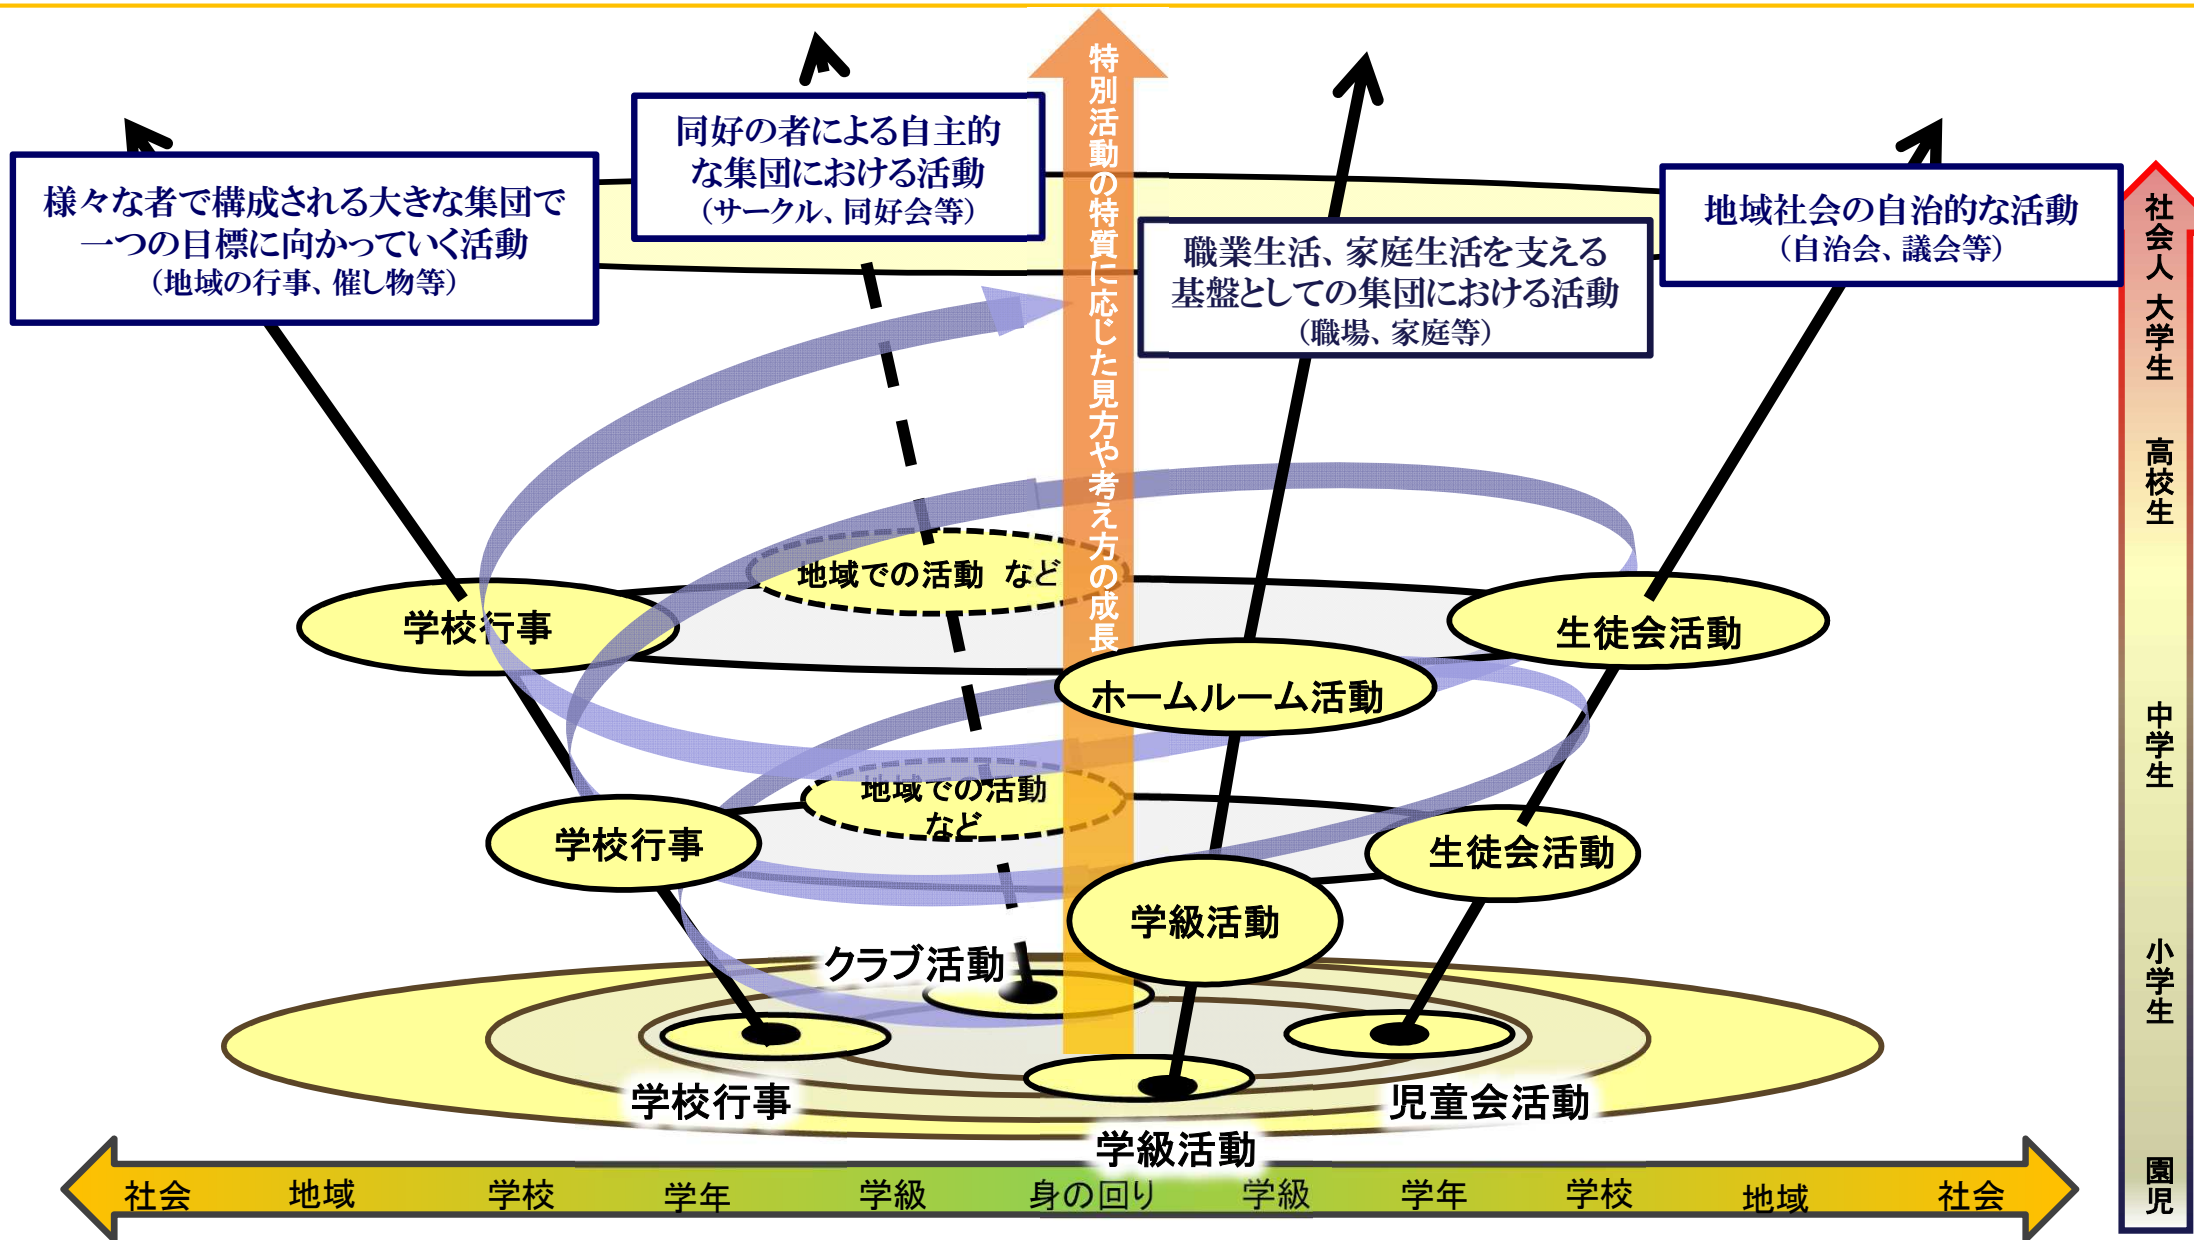 特別活動の特質に応じた見方や考え方の成長
同好の者による自主的
な集団における活動
（サークル、同好会等）
様々な者で構成される大きな集団で
一つの目標に向かっていく活動
（地域の行事、催し物等）
職業生活、家庭生活を支える
基盤としての集団における活動
（職場、家庭等）
地域社会の自治的な活動
（自治会、議会等）
社会人
大学生
高校生
中学生
小学生
園児
地域での活動　など
学校行事
生徒会活動
ホームルーム活動
地域での活動
など
学校行事
生徒会活動
学級活動
クラブ活動
学校行事
児童会活動
学級活動
社会　地域　学校　学年　学級　身の回り　学級　学年　学校　地域　社会